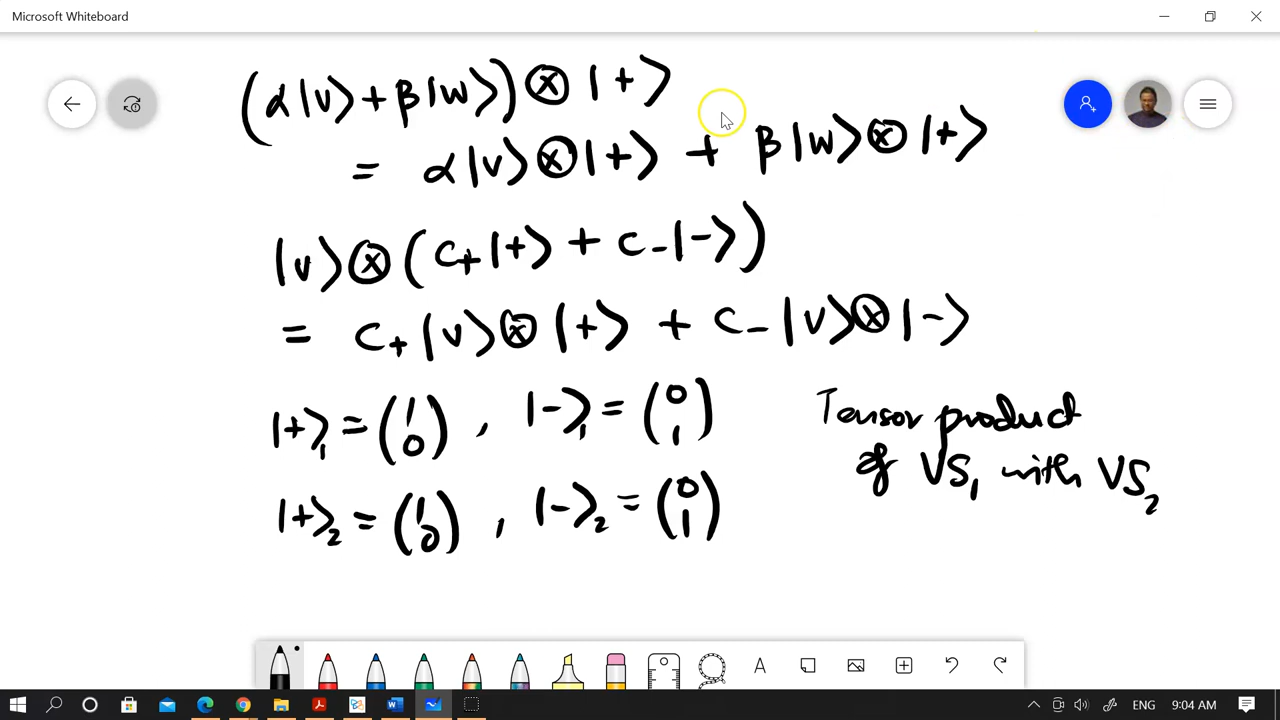 Microsoft Whiteboard
(α|v⟩+β|w⟩)⊗|+⟩
= α|v⟩⊗|+⟩ + β|w⟩⊗|+⟩
|v⟩⊗(c₊|+⟩ + c₋|−⟩)
= c₊|v⟩⊗|+⟩ + c₋|v⟩⊗|−⟩
|+⟩₁ = (1 0), |−⟩₁ = (0 1)
|+⟩₂ = (1 0), |−⟩₂ = (0 1)
Tensor product
of VS₁ with VS₂
ENG 9:04 AM